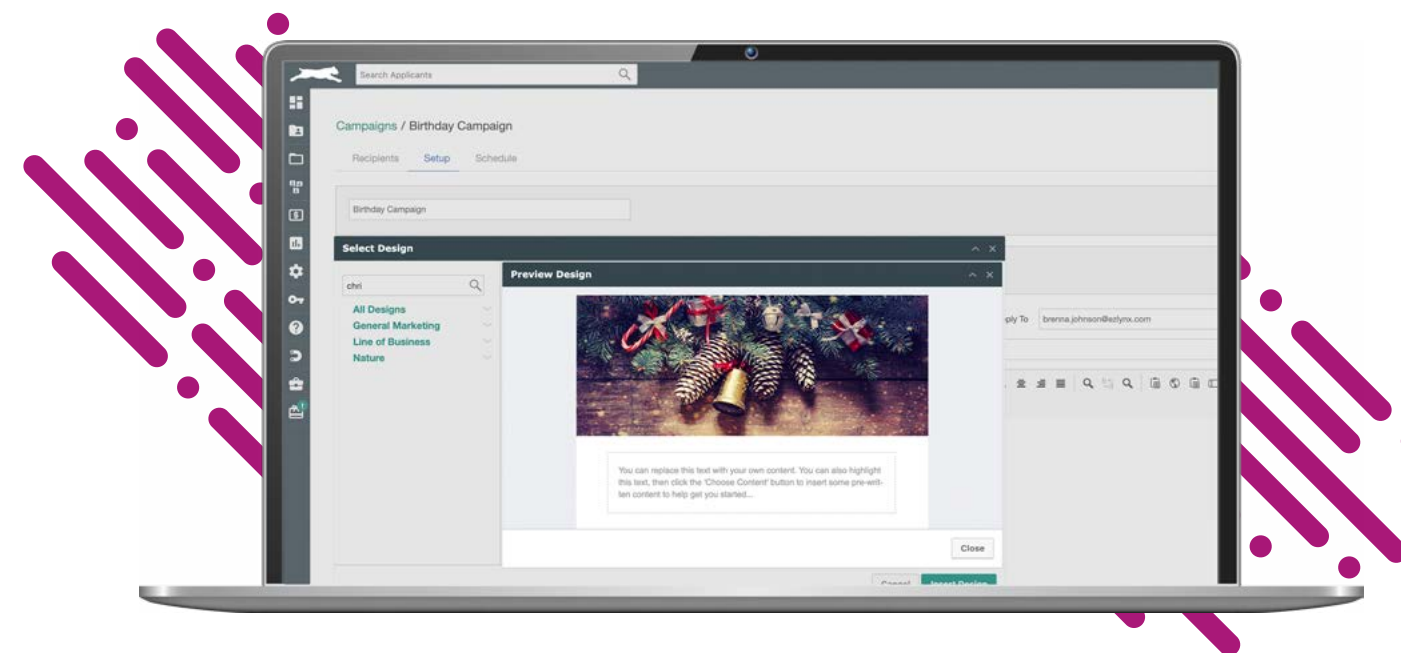 Search Applicants
Campaigns / Birthday Campaign
Recipients Setup Schedule
Birthday Campaign
Select Design
Preview Design
chri
All Designs
General Marketing
Line of Business
Nature
ply To brenna.johnson@ezlynx.com
You can replace this text with your own content. You can also highlight
this text, then click the 'Choose Content' button to insert some pre-writ-
ten content to help get you started...
Close
Cancel Insert Design